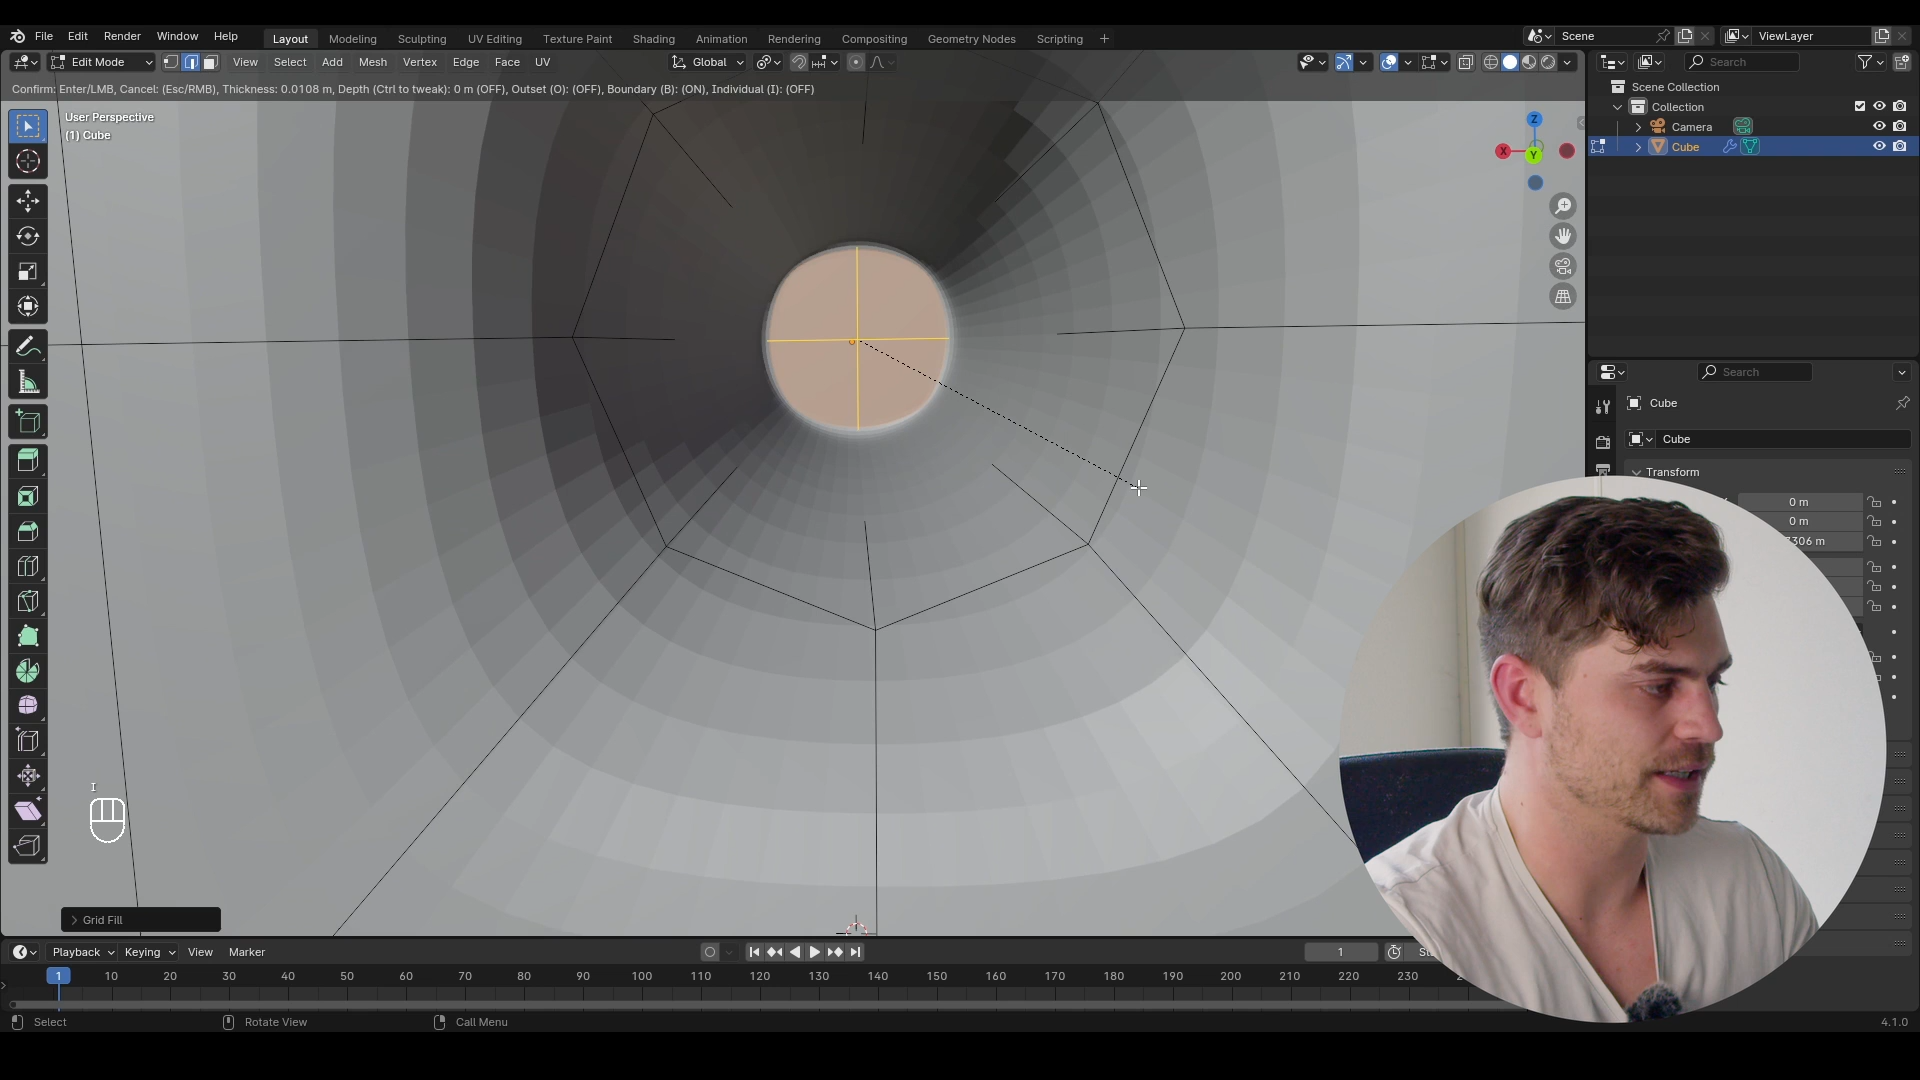 File Edit Render Window Help Layout Modeling Sculpting UV Editing Texture Paint Shading Animation Rendering Compositing Geometry Nodes Scripting + Scene ViewLayer
Edit Mode View Select Add Mesh Vertex Edge Face UV Global Search
Confirm: Enter/LMB, Cancel: (Esc/RMB), Thickness: 0.0108 m, Depth (Ctrl to tweak): 0 m (OFF), Outset (O): (OFF), Boundary (B): (ON), Individual (I): (OFF)
Scene Collection
Collection
Camera
Cube
User Perspective
(1) Cube
Z
X
Y
Search
Cube
Cube
Transform
0 m
0 m
306 m
I
Grid Fill
Playback Keying View Marker 1
1 10 20 30 40 50 60 70 80 90 100 110 120 130 140 150 160 170 180 190 200 210 220 230
Select Rotate View Call Menu 4.1.0